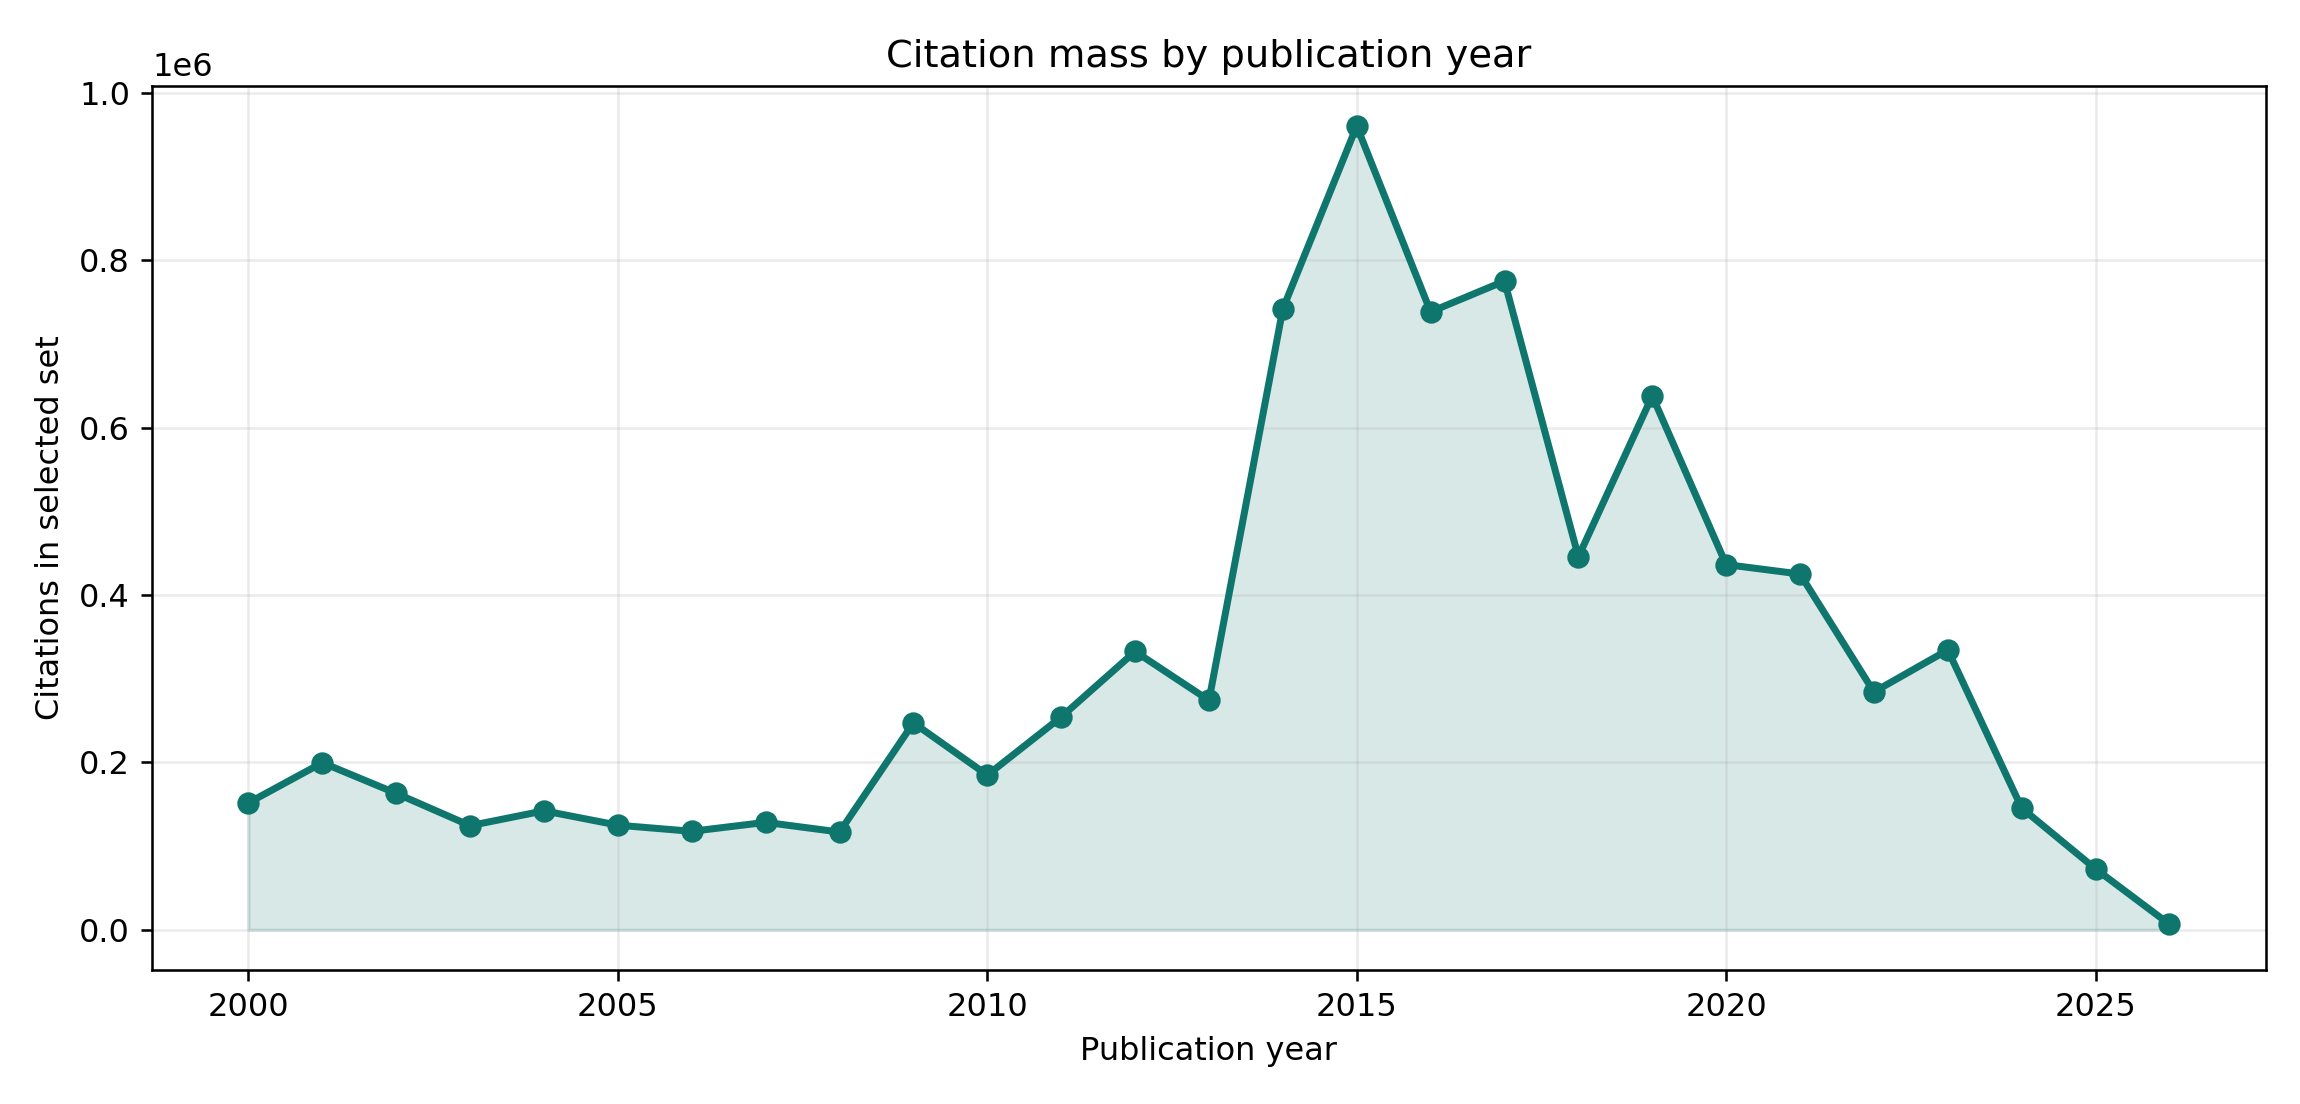 Citation mass by publication year
1e6
1.0
0.8
0.6
0.4
0.2
0.0
Citations in selected set
2000 2005 2010 2015 2020 2025
Publication year